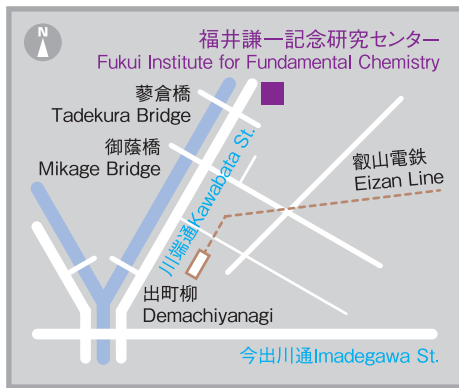 N
福井謙一記念研究センター
Fukui Institute for Fundamental Chemistry
蓼倉橋
Tadekura Bridge
御蔭橋
Mikage Bridge
川端通Kawabata St.
叡山電鉄
Eizan Line
出町柳
Demachiyanagi
今出川通Imadegawa St.